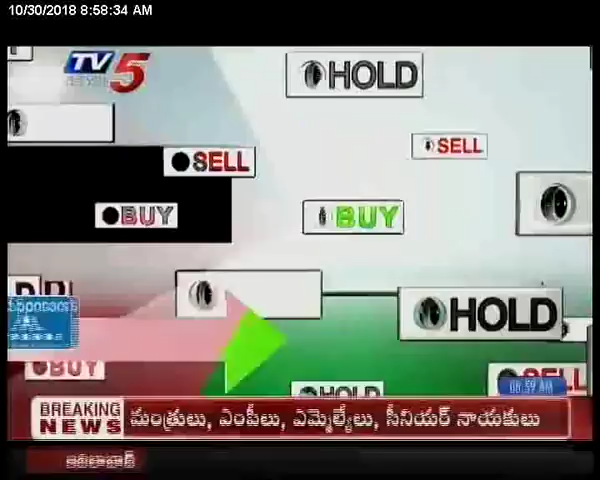 10/30/2018 8:58:34 AM
TV5
HOLD
SELL
SELL
BUY
BUY
HOLD
BUY
SELL
HOLD
08:59 AM
BREAKING NEWS
మంత్రులు, ఎంపీలు, ఎమ్మెల్యేలు, సీనియర్ నాయకులు